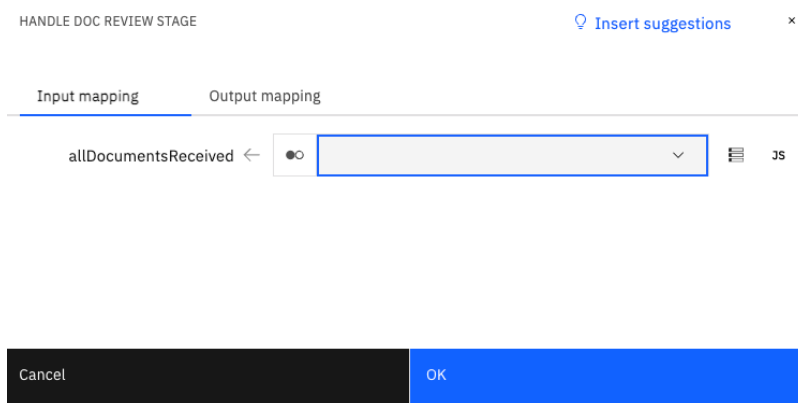 HANDLE DOC REVIEW STAGE
Insert suggestions
×
Input mapping
Output mapping
allDocumentsReceived ←
JS
Cancel
OK